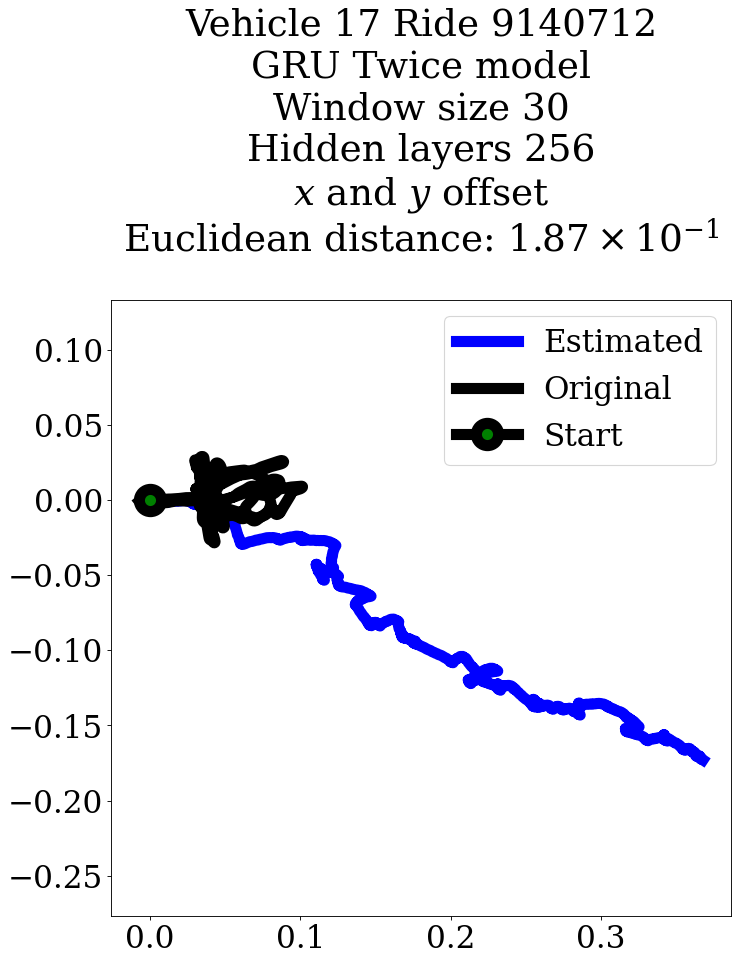 Vehicle 17 Ride 9140712
GRU Twice model
Window size 30
Hidden layers 256
x and y offset
Euclidean distance: 1.87 × 10⁻¹
Estimated
Original
Start
0.10
0.05
0.00
−0.05
−0.10
−0.15
−0.20
−0.25
0.0 0.1 0.2 0.3